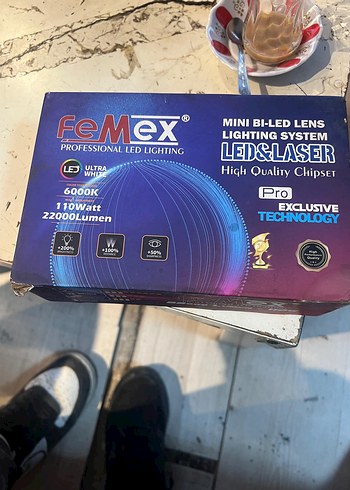 FeMex®
PROFESSIONAL LED LIGHTING
LED
ULTRA
WHITE
6000K
110Watt
22000Lumen
+200%
+100%
+50%
MINI BI-LED LENS
LIGHTING SYSTEM
LED&LASER
High Quality Chipset
Pro
EXCLUSIVE
TECHNOLOGY